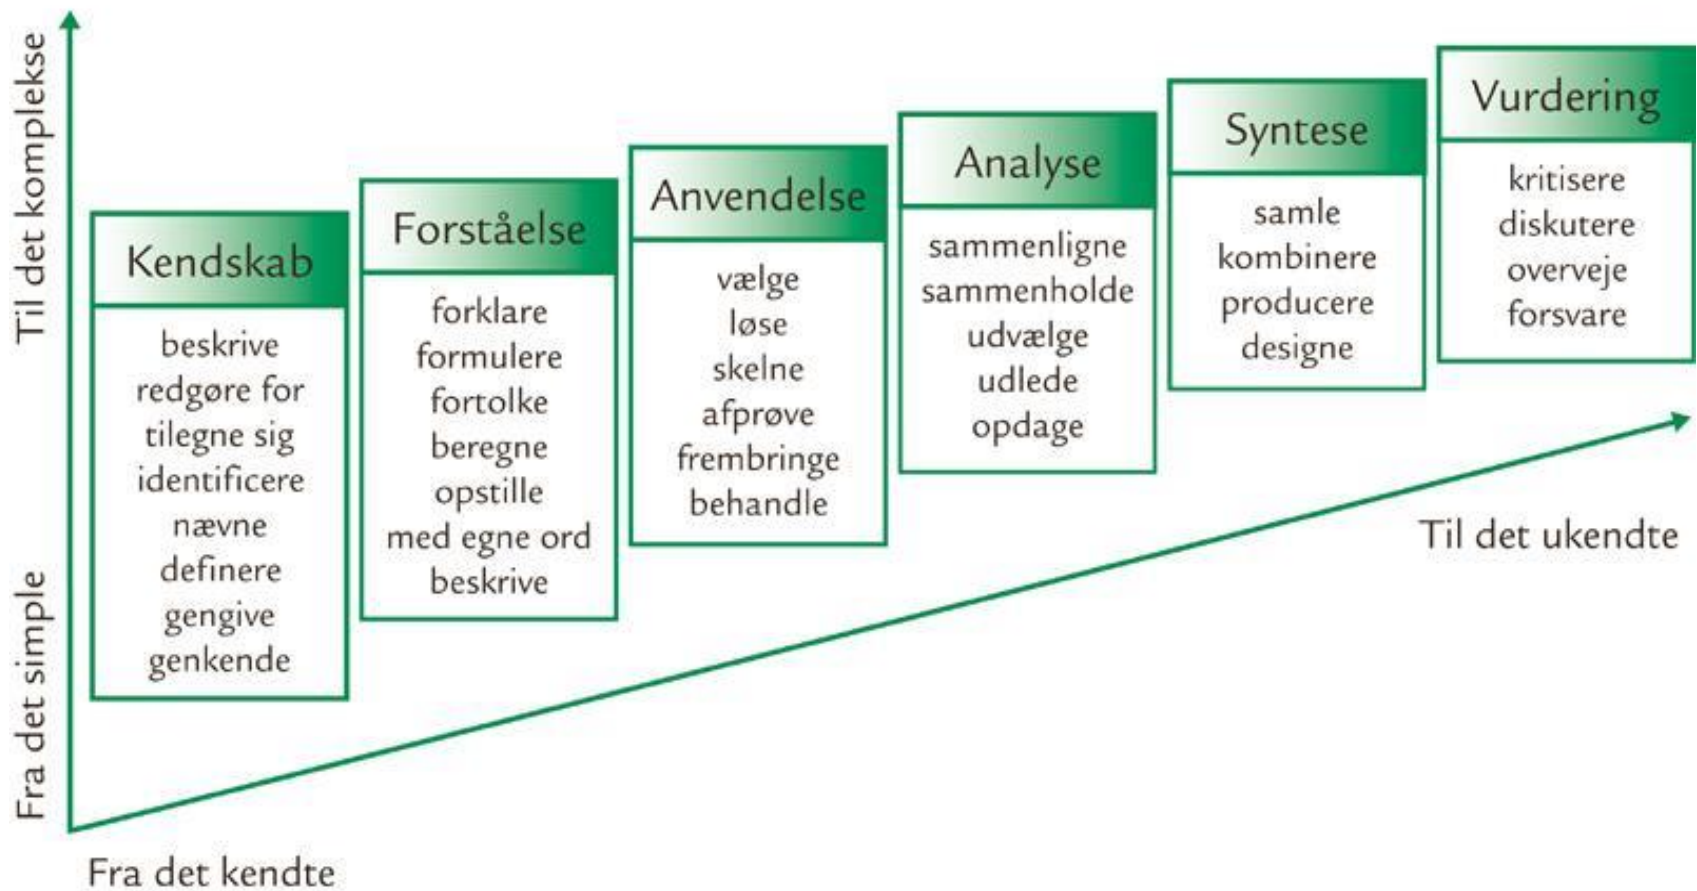 Til det komplekse
Fra det simple
Kendskab
beskrive
redgøre for
tilegne sig
identificere
nævne
definere
gengive
genkende
Forståelse
forklare
formulere
fortolke
beregne
opstille
med egne ord
beskrive
Anvendelse
vælge
løse
skelne
afprøve
frembringe
behandle
Analyse
sammenligne
sammenholde
udvælge
udlede
opdage
Syntese
samle
kombinere
producere
designe
Vurdering
kritisere
diskutere
overveje
forsvare
Til det ukendte
Fra det kendte